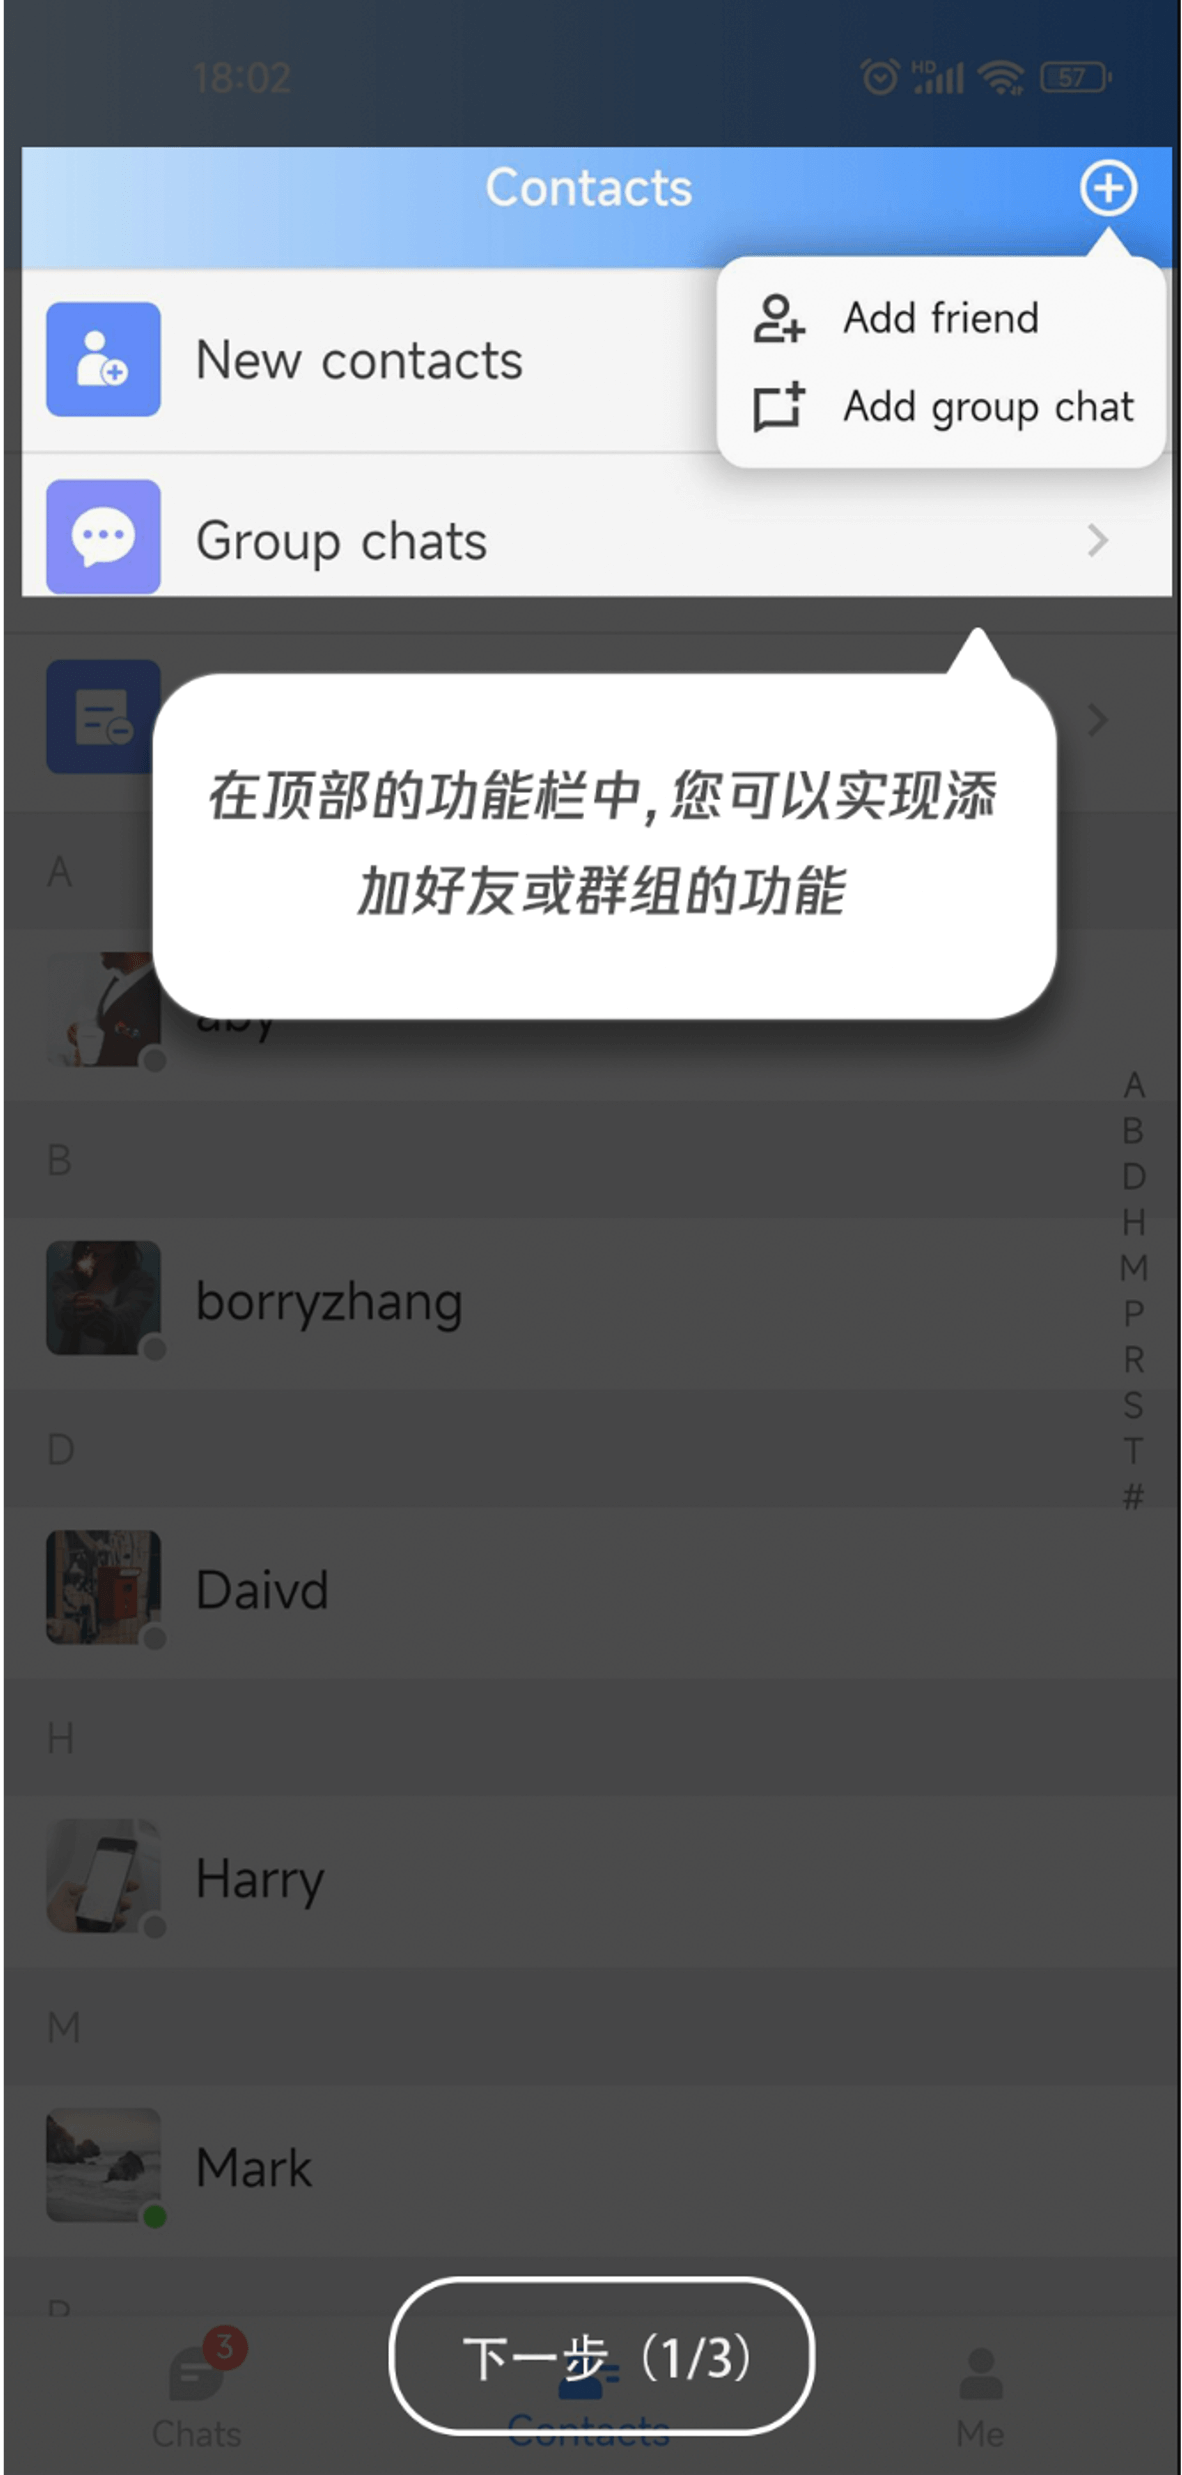 18:02
HD
57
Contacts
Add friend
New contacts
Add group chat
Group chats
在顶部的功能栏中,您可以实现添
加好友或群组的功能
A
aby
A
B
B
D
H
M
borryzhang
P
R
S
D
T
#
Daivd
H
Harry
M
Mark
下一步（1/3）
3
Chats
Contacts
Me